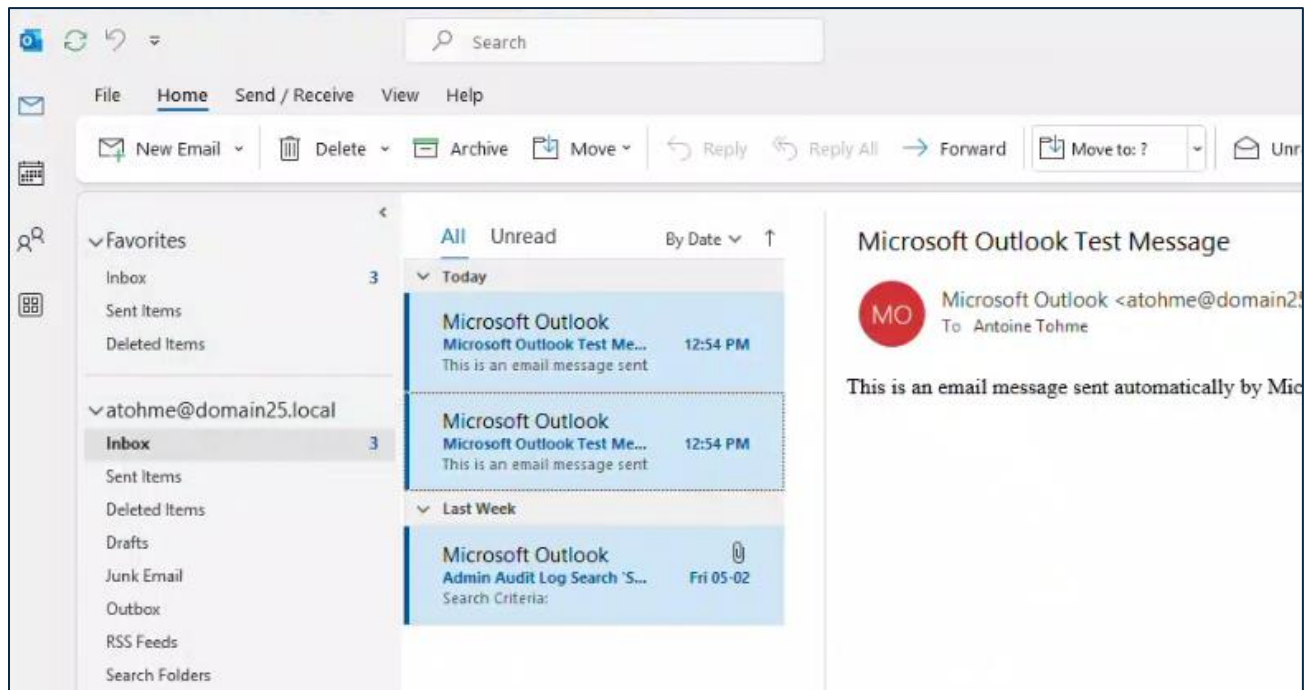 Search
File Home Send / Receive View Help
New Email Delete Archive Move Reply Reply All Forward Move to: ? Unr
Favorites
Inbox 3
Sent Items
Deleted Items
atohme@domain25.local
Inbox 3
Sent Items
Deleted Items
Drafts
Junk Email
Outbox
RSS Feeds
Search Folders
All Unread By Date
Today
Microsoft Outlook
Microsoft Outlook Test Me... 12:54 PM
This is an email message sent
Microsoft Outlook
Microsoft Outlook Test Me... 12:54 PM
This is an email message sent
Last Week
Microsoft Outlook
Admin Audit Log Search 'S... Fri 05-02
Search Criteria:
Microsoft Outlook Test Message
MO
Microsoft Outlook <atohme@domain25
To Antoine Tohme
This is an email message sent automatically by Mic